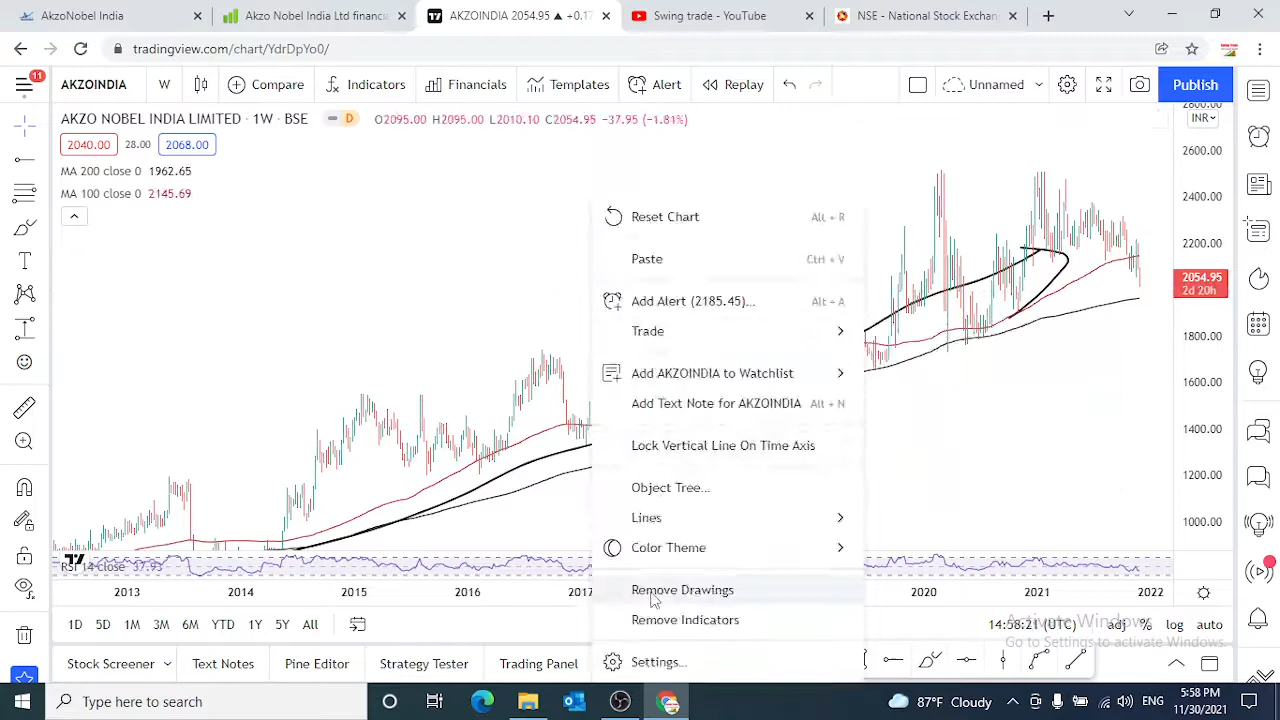 AkzoNobel India
Akzo Nobel India Ltd financia
AKZOINDIA 2054.95 ▲ +0.17
Swing trade - YouTube
NSE - National Stock Exchan
tradingview.com/chart/YdrDpYo0/
11
AKZOINDIA
W
Compare
Indicators
Financials
Templates
Alert
Replay
Unnamed
Publish
AKZO NOBEL INDIA LIMITED · 1W · BSE
D
O2095.00 H2095.00 L2010.10 C2054.95 −37.95 (−1.81%)
2800.00
INR
2040.00
28.00
2068.00
MA 200 close 0 1962.65
MA 100 close 0 2145.69
2600.00
2400.00
2200.00
2054.95
2d 20h
1800.00
1600.00
1400.00
1200.00
1000.00
Reset Chart Alt + R
Paste Ctrl + V
Add Alert (2185.45)... Alt + A
Trade
Add AKZOINDIA to Watchlist
Add Text Note for AKZOINDIA Alt + N
Lock Vertical Line On Time Axis
Object Tree...
Lines
Color Theme
Remove Drawings
Remove Indicators
Settings...
RSI 14 close 37.93
2013
2014
2015
2016
2017
2020
2021
2022
1D
5D
1M
3M
6M
YTD
1Y
5Y
All
14:58:21 (UTC)
adj
%
log
auto
Activate Windows
Go to Settings to activate Windows.
Stock Screener
Text Notes
Pine Editor
Strategy Tester
Trading Panel
Type here to search
87°F Cloudy
ENG
5:58 PM
11/30/2021